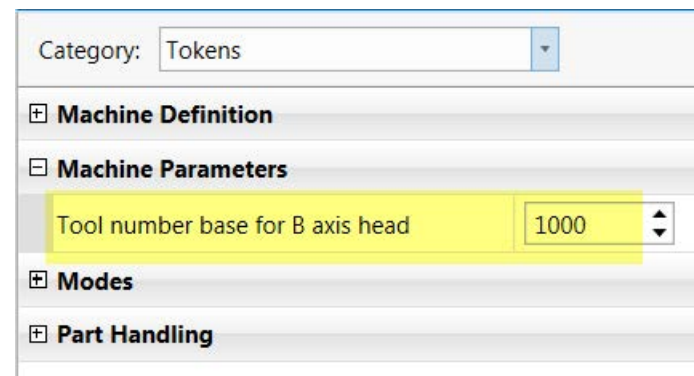 Category: Tokens
Machine Definition
Machine Parameters
Tool number base for B axis head 1000
Modes
Part Handling